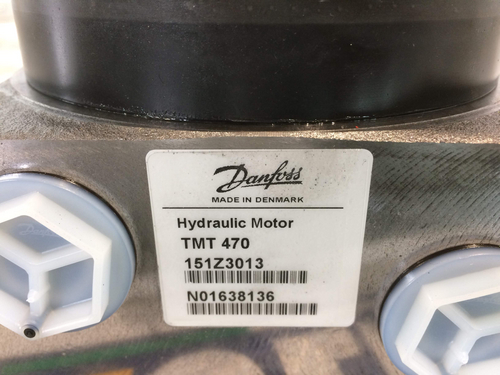 Danfoss
MADE IN DENMARK
Hydraulic Motor
TMT 470
151Z3013
N01638136